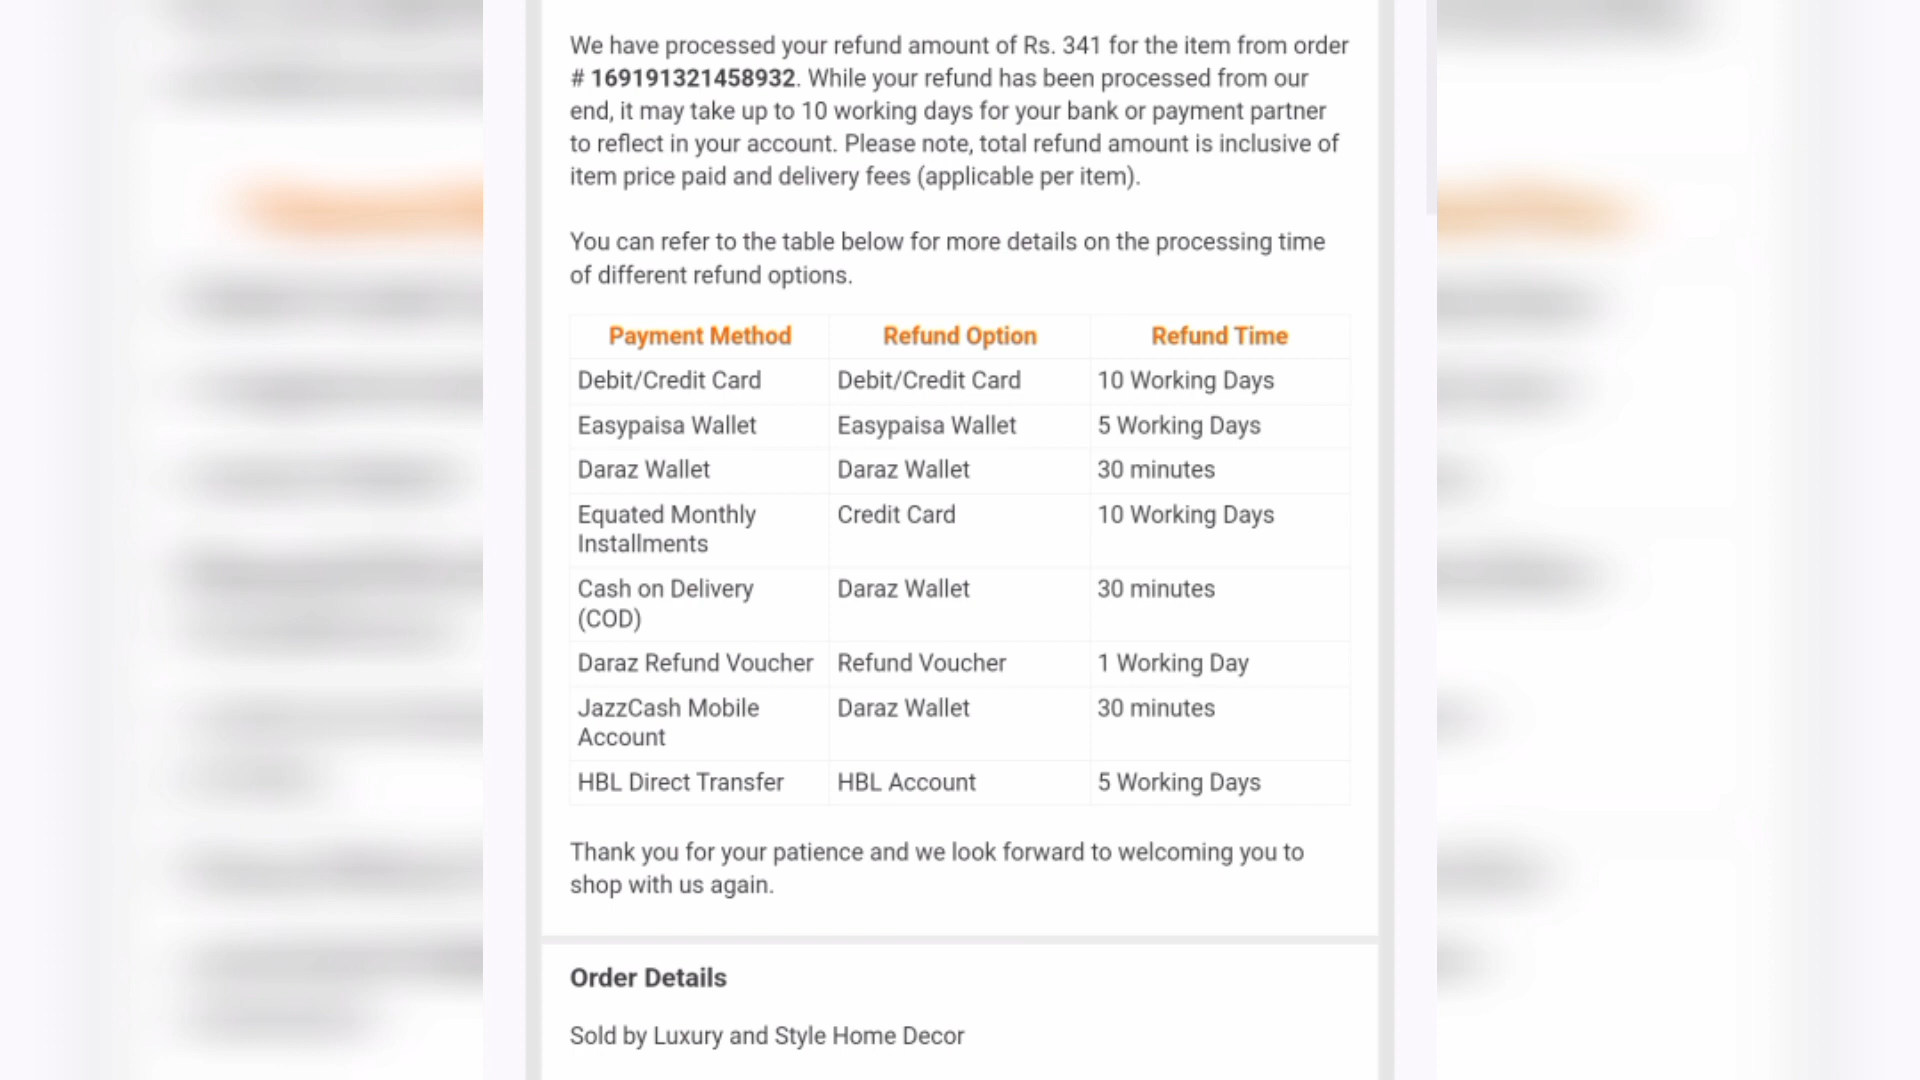 We have processed your refund amount of Rs. 341 for the item from order
# 169191321458932. While your refund has been processed from our
end, it may take up to 10 working days for your bank or payment partner
to reflect in your account. Please note, total refund amount is inclusive of
item price paid and delivery fees (applicable per item).
You can refer to the table below for more details on the processing time
of different refund options.
Payment Method Refund Option Refund Time
Debit/Credit Card Debit/Credit Card 10 Working Days
Easypaisa Wallet Easypaisa Wallet 5 Working Days
Daraz Wallet Daraz Wallet 30 minutes
Equated Monthly Credit Card 10 Working Days
Installments
Cash on Delivery Daraz Wallet 30 minutes
(COD)
Daraz Refund Voucher Refund Voucher 1 Working Day
JazzCash Mobile Daraz Wallet 30 minutes
Account
HBL Direct Transfer HBL Account 5 Working Days
Thank you for your patience and we look forward to welcoming you to
shop with us again.
Order Details
Sold by Luxury and Style Home Decor